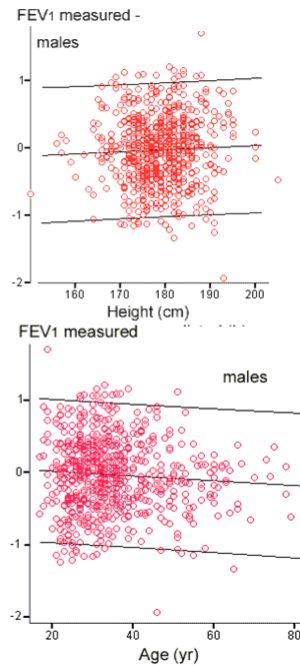 FEV1 measured -
males
1
0
-1
-2
160 170 180 190 200
Height (cm)
FEV1 measured
males
1
0
-1
-2
20 40 60 80
Age (yr)